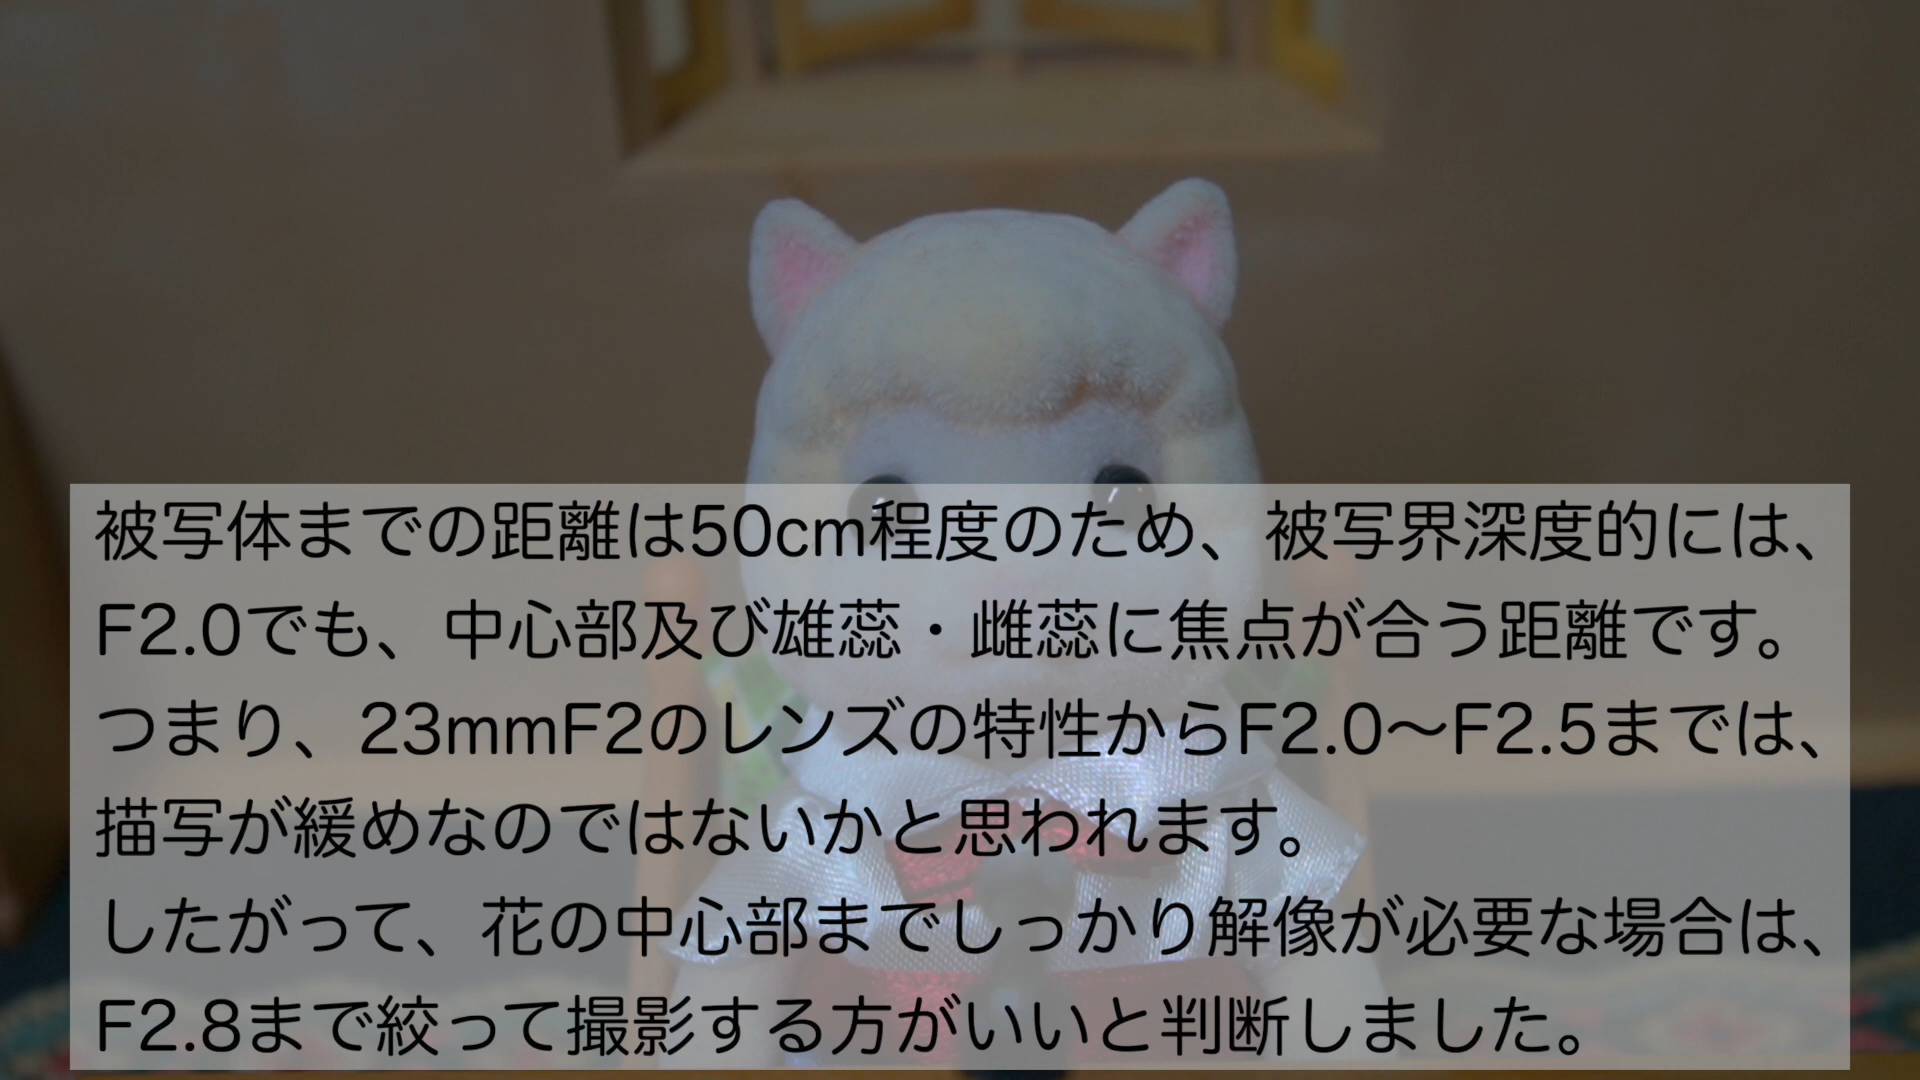 被写体までの距離は50cm程度のため、被写界深度的には、
F2.0でも、中心部及び雄蕊・雌蕊に焦点が合う距離です。
つまり、23mmF2のレンズの特性からF2.0〜F2.5までは、
描写が緩めなのではないかと思われます。
したがって、花の中心部までしっかり解像が必要な場合は、
F2.8まで絞って撮影する方がいいと判断しました。